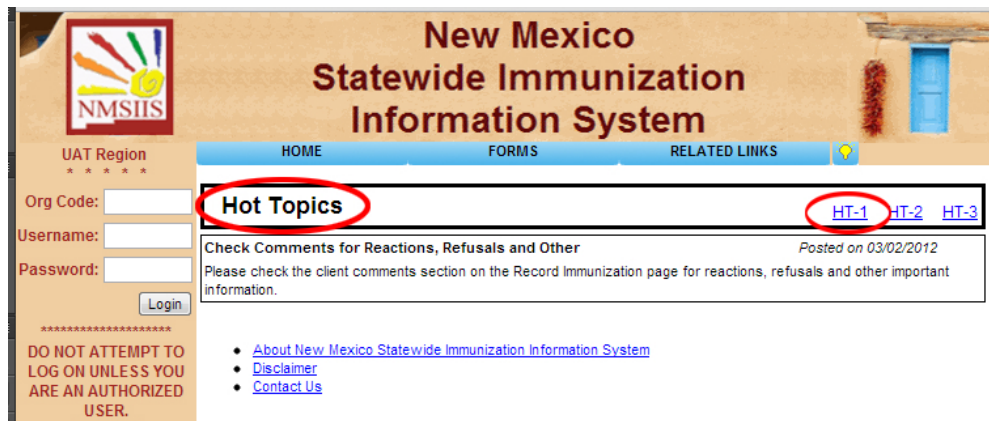 New Mexico
Statewide Immunization
Information System
NMSIIS
UAT Region
* * * * *
HOME
FORMS
RELATED LINKS
Org Code:
Username:
Password:
Login
********************
DO NOT ATTEMPT TO
LOG ON UNLESS YOU
ARE AN AUTHORIZED
USER.
Hot Topics
HT-1 HT-2 HT-3
Check Comments for Reactions, Refusals and Other Posted on 03/02/2012
Please check the client comments section on the Record Immunization page for reactions, refusals and other important
information.
About New Mexico Statewide Immunization Information System
Disclaimer
Contact Us